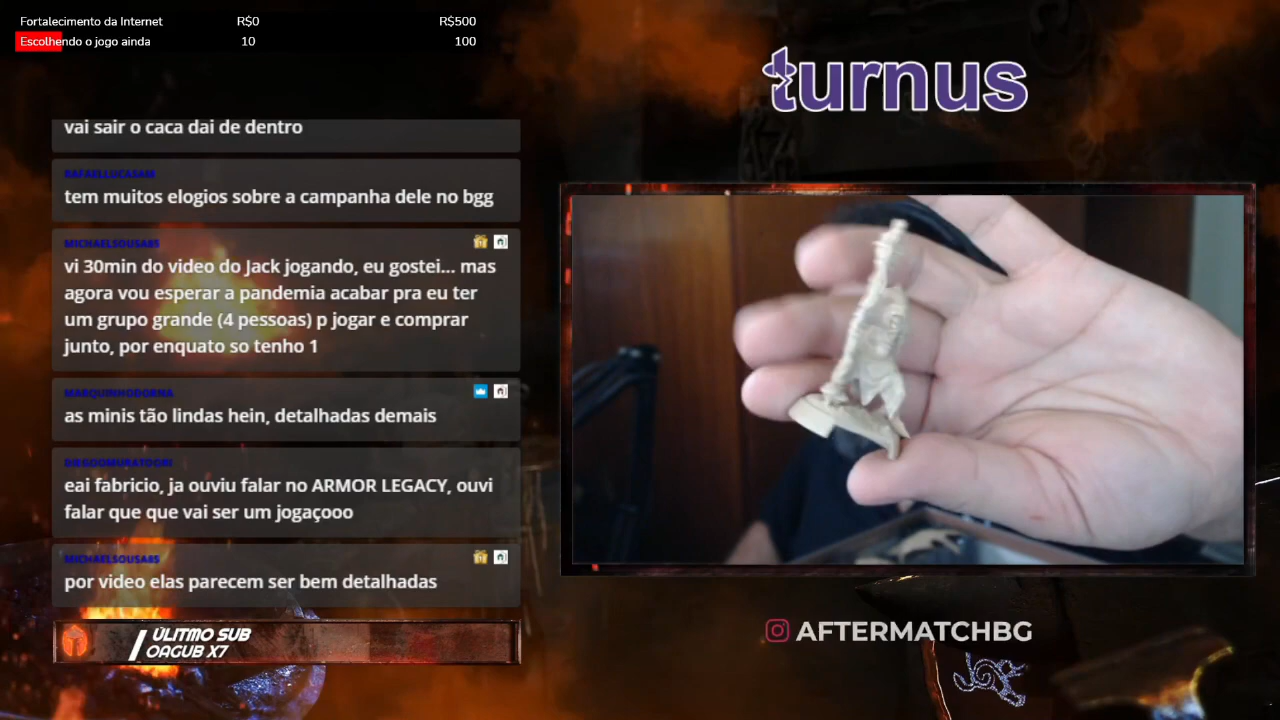 Fortalecimento da Internet R$0 R$500
Escolhendo o jogo ainda 10 100
turnus
vai sair o caca dai de dentro
RAFAELLUCASAM
tem muitos elogios sobre a campanha dele no bgg
MICHAELSOUSA85
vi 30min do video do Jack jogando, eu gostei... mas
agora vou esperar a pandemia acabar pra eu ter
um grupo grande (4 pessoas) p jogar e comprar
junto, por enquato so tenho 1
MARQUINHODORNA
as minis tão lindas hein, detalhadas demais
eai fabricio, ja ouviu falar no ARMOR LEGACY, ouvi
falar que que vai ser um jogaçooo
MICHAELSOUSA85
por video elas parecem ser bem detalhadas
ÚLITMO SUB
OAGUB X7
AFTERMATCHBG